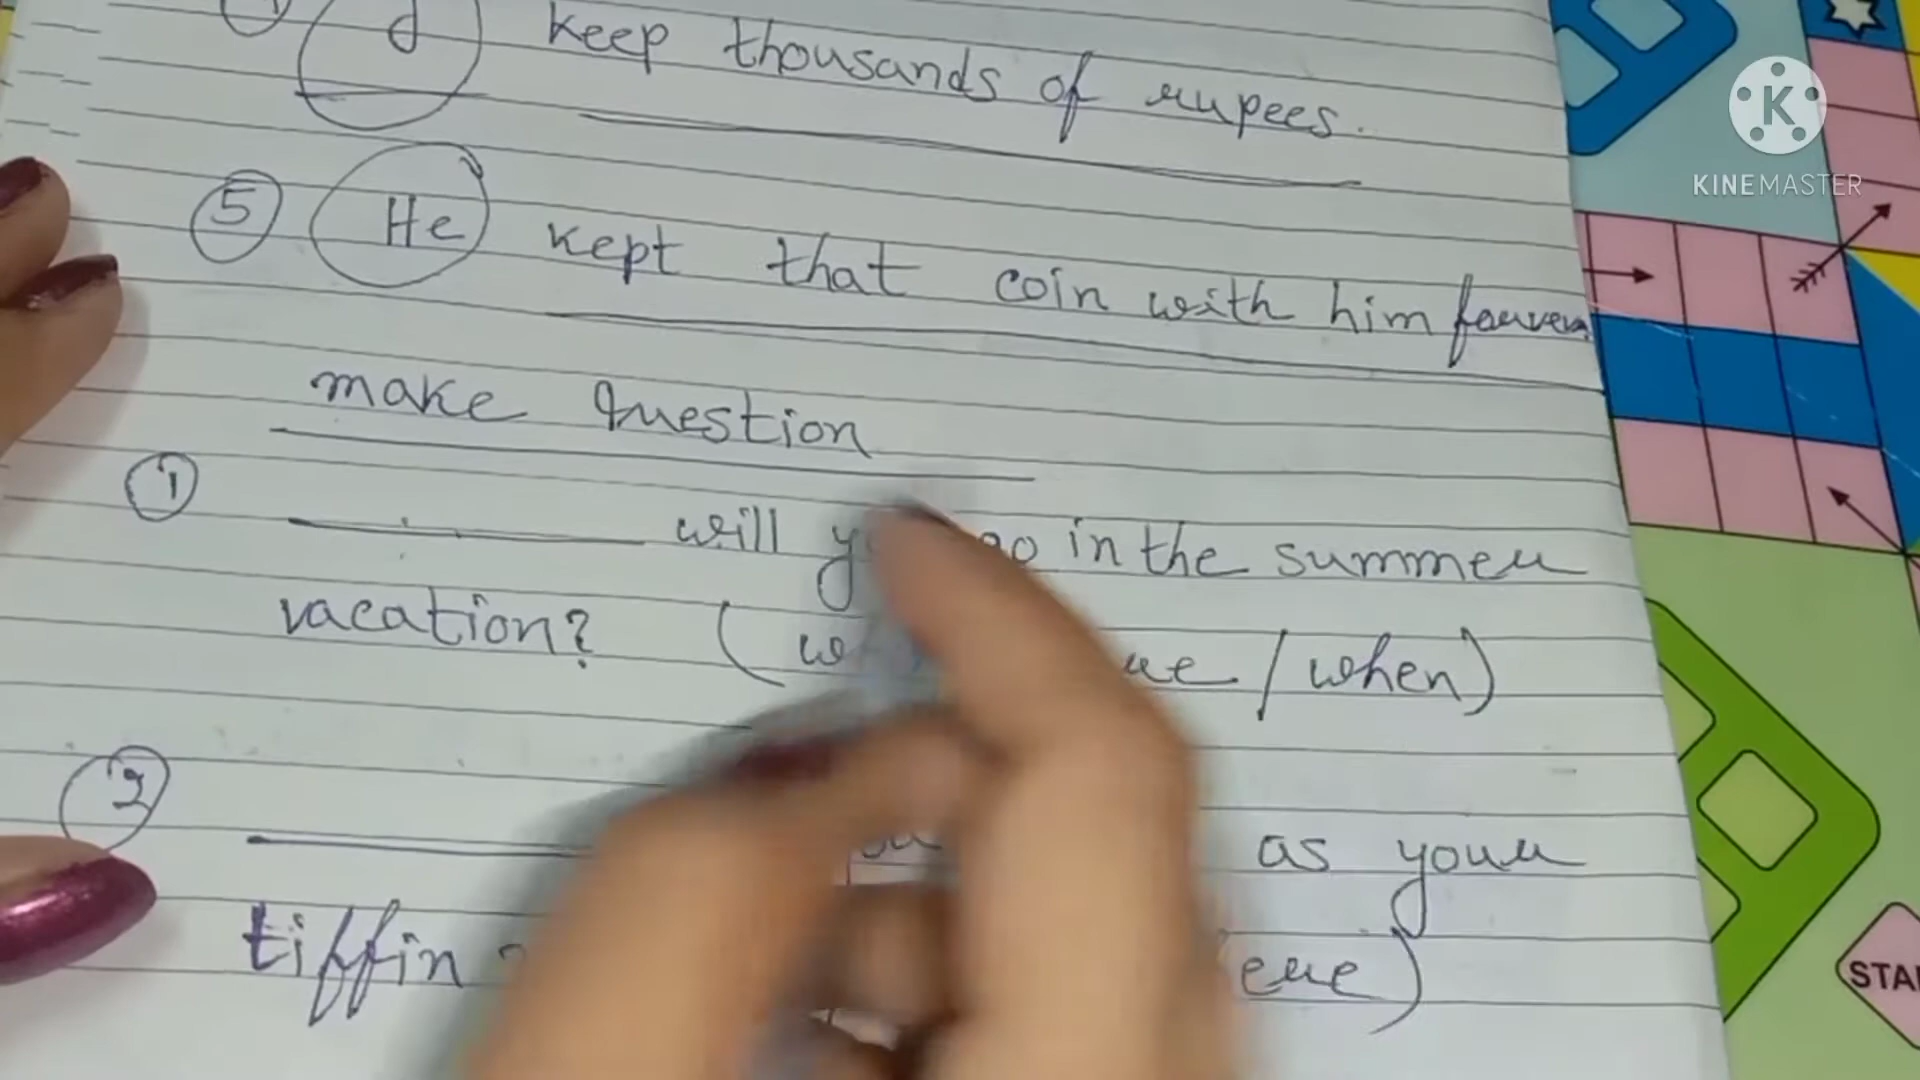 keep thousands of rupees.
KINEMASTER
5 He kept that coin with him forever.
make Question
1 will go in the summer
vacation? ( / when)
2 as your
tiffin